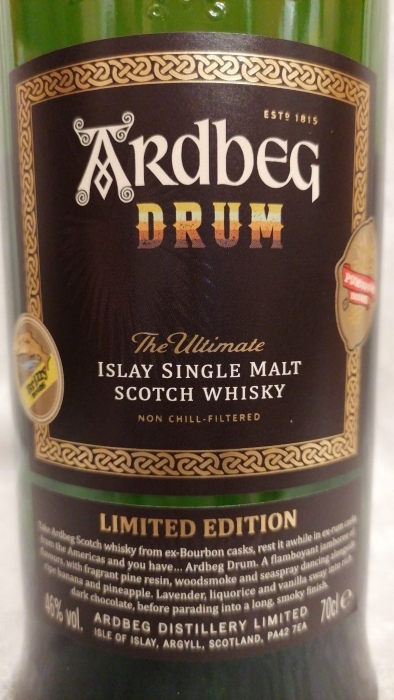 ESTD 1815
ARDBEG
DRUM
The Ultimate
ISLAY SINGLE MALT
SCOTCH WHISKY
NON CHILL-FILTERED
LIMITED EDITION
Take Ardbeg Scotch whisky from ex-Bourbon casks, rest it awhile in ex-rum casks
from the Americas and you have... Ardbeg Drum. A flamboyant jamboree of
flavours, with fragrant pine resin, woodsmoke and seaspray dancing alongside
ripe banana and pineapple. Lavender, liquorice and vanilla sway into rich,
dark chocolate, before parading into a long, smoky finish.
46% vol.
ARDBEG DISTILLERY LIMITED
70cl e
ISLE OF ISLAY, ARGYLL, SCOTLAND, PA42 7EA